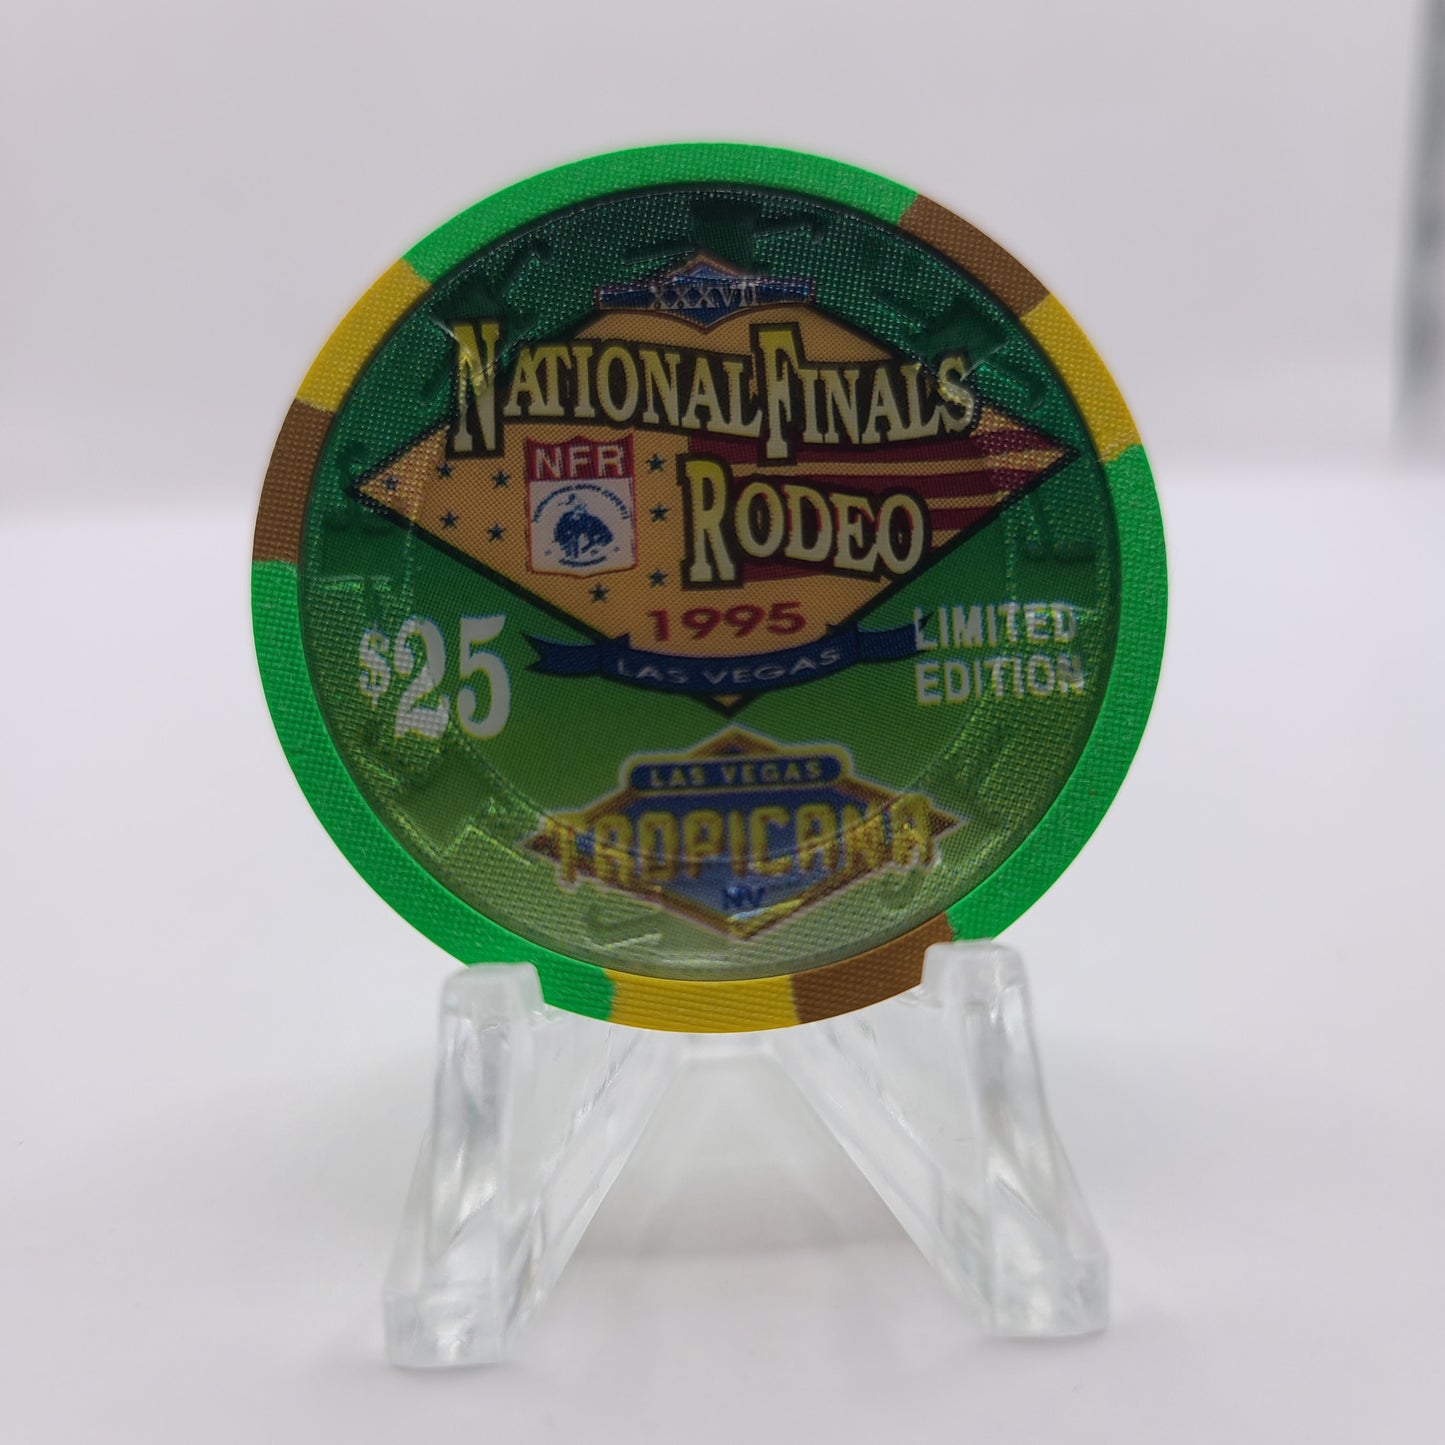 XXXVII
NATIONAL FINALS
NFR
RODEO
1995
LAS VEGAS
$25
LIMITED
EDITION
LAS VEGAS
TROPICANA
NV